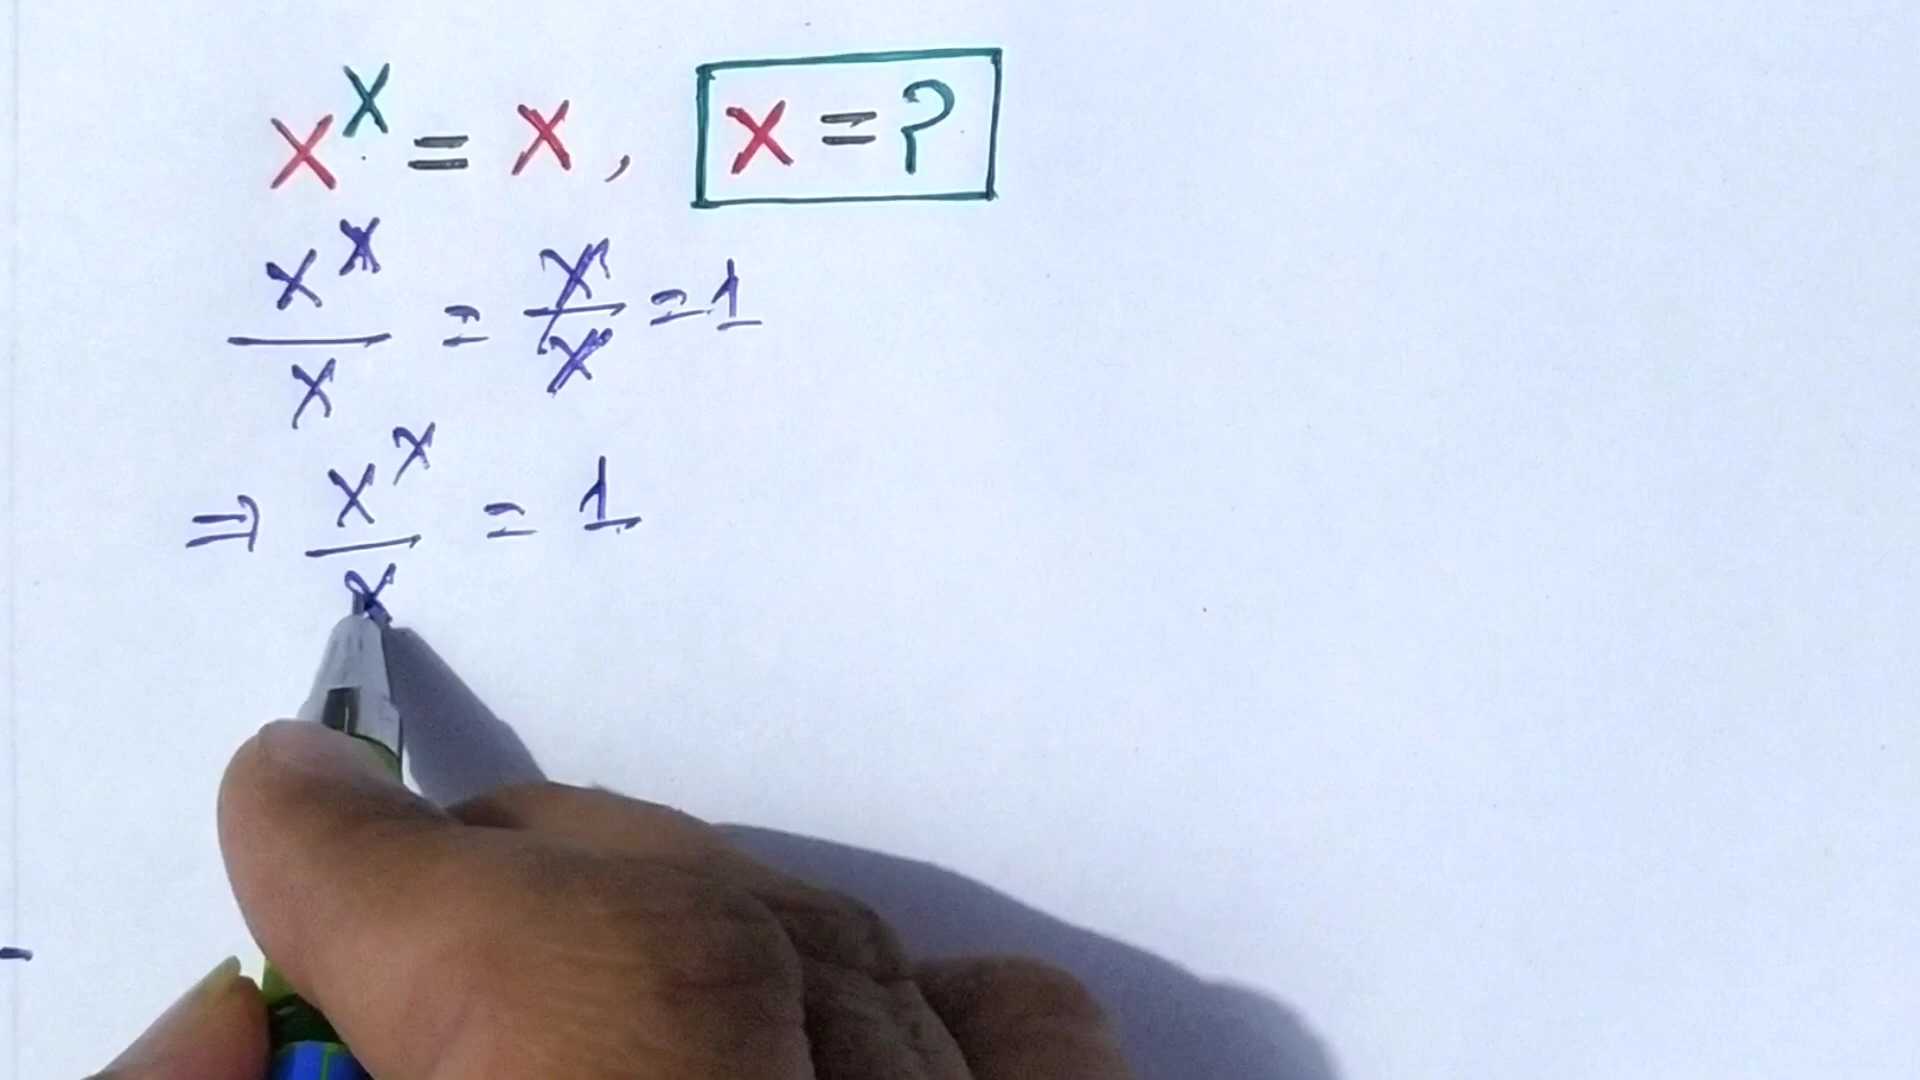 x^x = x, x = ?
x^x / x = x / x = 1
⇒ x^x / x = 1